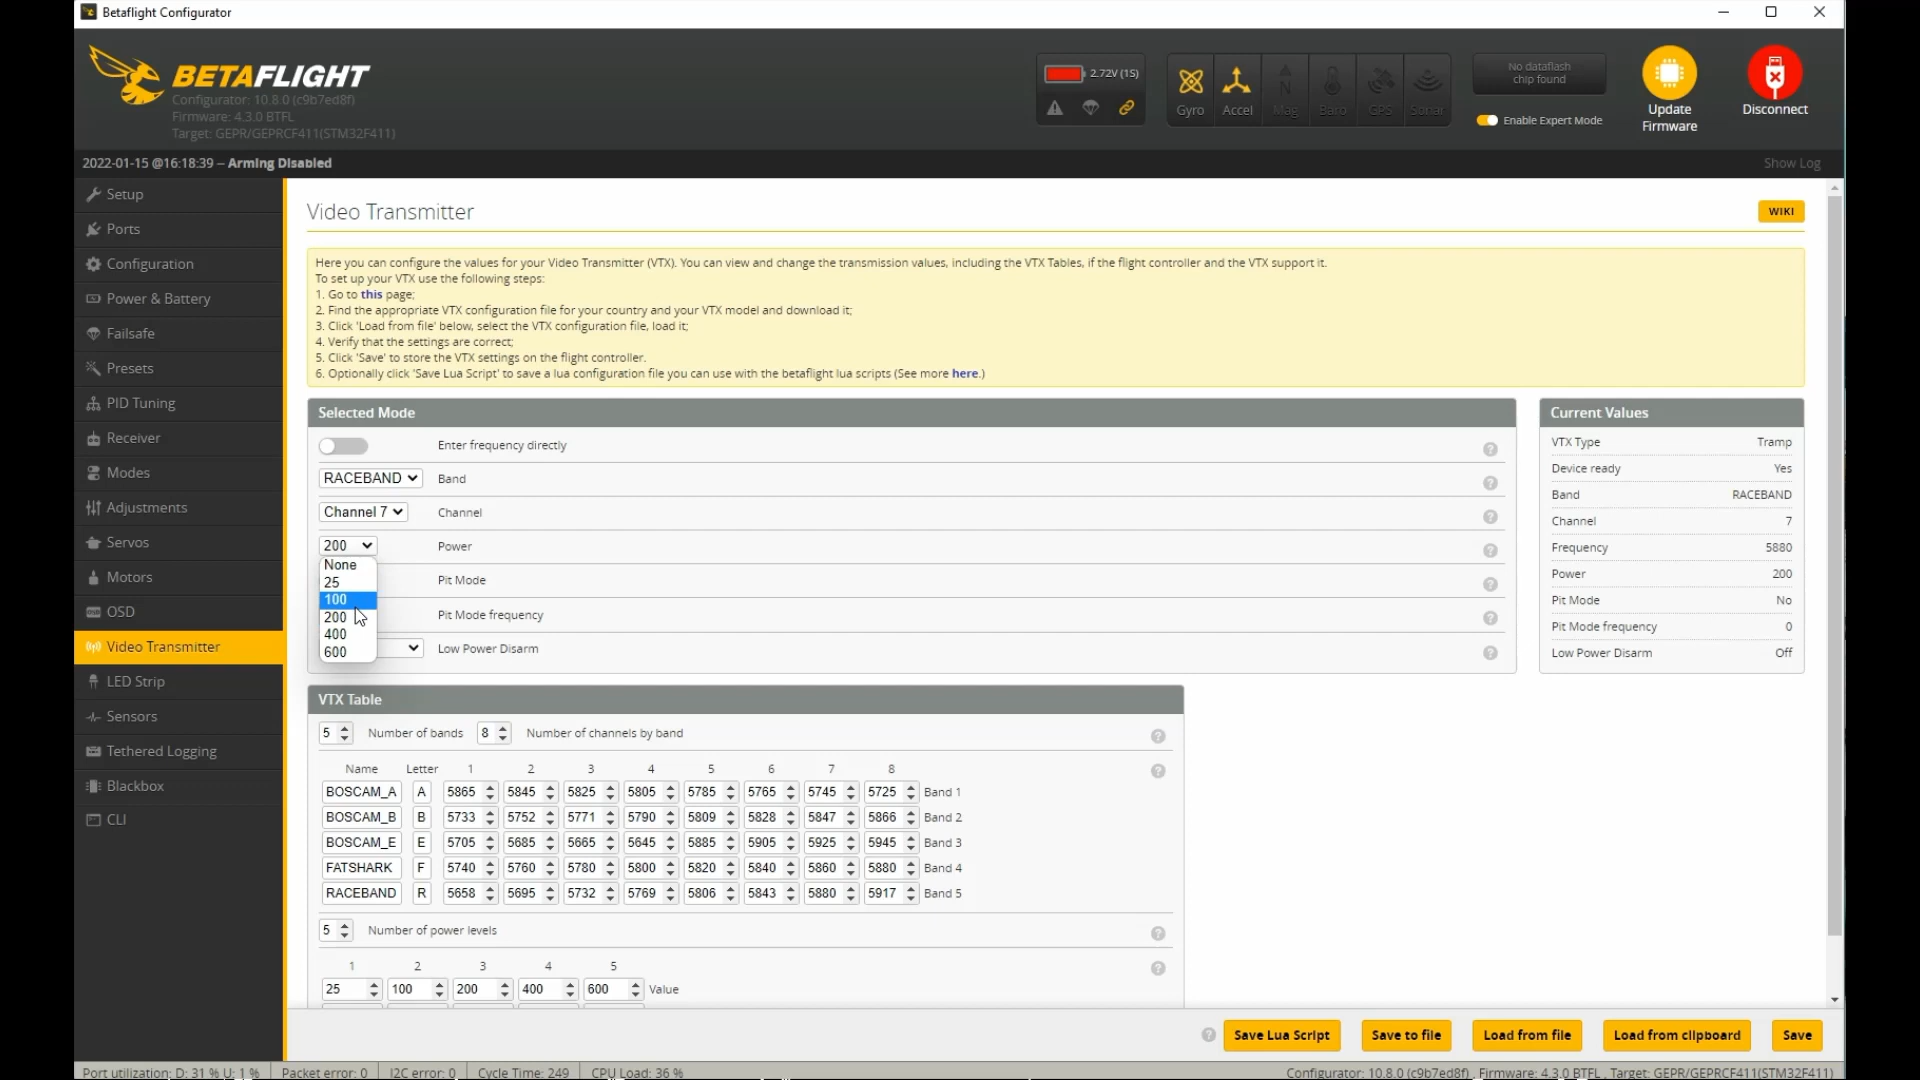 Betaflight Configurator
BETAFLIGHT
Configurator: 10.8.0 (c9b7ed8f)
Firmware: 4.3.0 BTFL
Target: GEPR/GEPRCF411(STM32F411)
2.72V (1S)
Gyro
Accel
Mag
Baro
GPS
Sonar
No dataflash
chip found
Enable Expert Mode
Update
Firmware
Disconnect
2022-01-15 @16:18:39 -- Arming Disabled
Show Log
Setup
Ports
Configuration
Power & Battery
Failsafe
Presets
PID Tuning
Receiver
Modes
Adjustments
Servos
Motors
OSD
Video Transmitter
LED Strip
Sensors
Tethered Logging
Blackbox
CLI
Video Transmitter
WIKI
Here you can configure the values for your Video Transmitter (VTX). You can view and change the transmission values, including the VTX Tables, if the flight controller and the VTX support it.
To set up your VTX use the following steps:
1. Go to this page;
2. Find the appropriate VTX configuration file for your country and your VTX model and download it;
3. Click 'Load from file' below, select the VTX configuration file, load it;
4. Verify that the settings are correct;
5. Click 'Save' to store the VTX settings on the flight controller.
6. Optionally click 'Save Lua Script' to save a lua configuration file you can use with the betaflight lua scripts (See more here.)
Selected Mode
Enter frequency directly
RACEBAND Band
Channel 7 Channel
200 Power
None
25
100
200
400
600
Pit Mode
Pit Mode frequency
Low Power Disarm
Current Values
VTX Type Tramp
Device ready Yes
Band RACEBAND
Channel 7
Frequency 5880
Power 200
Pit Mode No
Pit Mode frequency 0
Low Power Disarm Off
VTX Table
5 Number of bands 8 Number of channels by band
Name Letter 1 2 3 4 5 6 7 8
BOSCAM_A A 5865 5845 5825 5805 5785 5765 5745 5725 Band 1
BOSCAM_B B 5733 5752 5771 5790 5809 5828 5847 5866 Band 2
BOSCAM_E E 5705 5685 5665 5645 5885 5905 5925 5945 Band 3
FATSHARK F 5740 5760 5780 5800 5820 5840 5860 5880 Band 4
RACEBAND R 5658 5695 5732 5769 5806 5843 5880 5917 Band 5
5 Number of power levels
1 2 3 4 5
25 100 200 400 600 Value
Save Lua Script
Save to file
Load from file
Load from clipboard
Save
Port utilization: D: 31 % U: 1 %
Packet error: 0
I2C error: 0
Cycle Time: 249
CPU Load: 36 %
Configurator: 10.8.0 (c9b7ed8f) , Firmware: 4.3.0 BTFL , Target: GEPR/GEPRCF411(STM32F411)